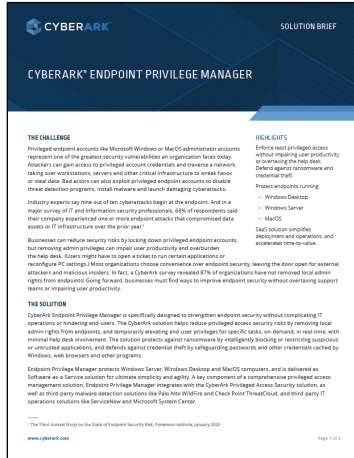 CYBERARK®
SOLUTION BRIEF
CYBERARK® ENDPOINT PRIVILEGE MANAGER
THE CHALLENGE
Privileged endpoint accounts like Microsoft Windows or MacOS administrator accounts
represent one of the greatest security vulnerabilities an organization faces today.
Attackers can gain access to privileged account credentials and traverse a network,
taking over workstations, servers and other critical infrastructure to wreak havoc
or steal data. Bad actors can also exploit privileged endpoint accounts to disable
threat detection programs, install malware and launch damaging cyberattacks.
Industry experts say nine out of ten cyberattacks begin at the endpoint. And in a
major survey of IT and information security professionals, 68% of respondents said
their company experienced one or more endpoint attacks that compromised data
assets or IT infrastructure over the prior year.¹
Businesses can reduce security risks by locking down privileged endpoint accounts,
but removing admin privileges can impair user productivity and overburden
the help desk. (Users might have to open a ticket to run certain applications or
reconfigure PC settings.) Most organizations choose convenience over security, leaving the door open for external
attackers and malicious insiders. In fact, a CyberArk survey revealed 87% of organizations have not removed local admin
rights from endpoints! Going forward, businesses must find ways to improve endpoint security without overtaxing support
teams or impairing user productivity.
HIGHLIGHTS
Enforce least privileged access
without impairing user productivity
or overtaxing the help desk.
Defend against ransomware and
credential theft.
Protect endpoints running:
• Windows Desktop
• Windows Server
• MacOS
SaaS solution simplifies
deployment and operations, and
accelerates time-to-value.
THE SOLUTION
CyberArk Endpoint Privilege Manager is specifically designed to strengthen endpoint security without complicating IT
operations or hindering end-users. The CyberArk solution helps reduce privileged access security risks by removing local
admin rights from endpoints, and temporarily elevating end-user privileges for specific tasks, on- demand, in real-time, with
minimal help desk involvement. The solution protects against ransomware by intelligently blocking or restricting suspicious
or untrusted applications, and defends against credential theft by safeguarding passwords and other credentials cached by
Windows, web browsers and other programs.
Endpoint Privilege Manager protects Windows Server, Windows Desktop and MacOS computers, and is delivered as
Software-as-a-Service solution for ultimate simplicity and agility. A key component of a comprehensive privileged access
management solution, Endpoint Privilege Manager integrates with the CyberArk Privileged Access Security solution, as
well as third-party malware detection solutions like Palo Alto WildFire and Check Point ThreatCloud, and third-party IT
operations solutions like ServiceNow and Microsoft System Center.
¹ The Third Annual Study on the State of Endpoint Security Risk, Ponemon Institute, January 2020
www.cyberark.com
Page 1 of 2